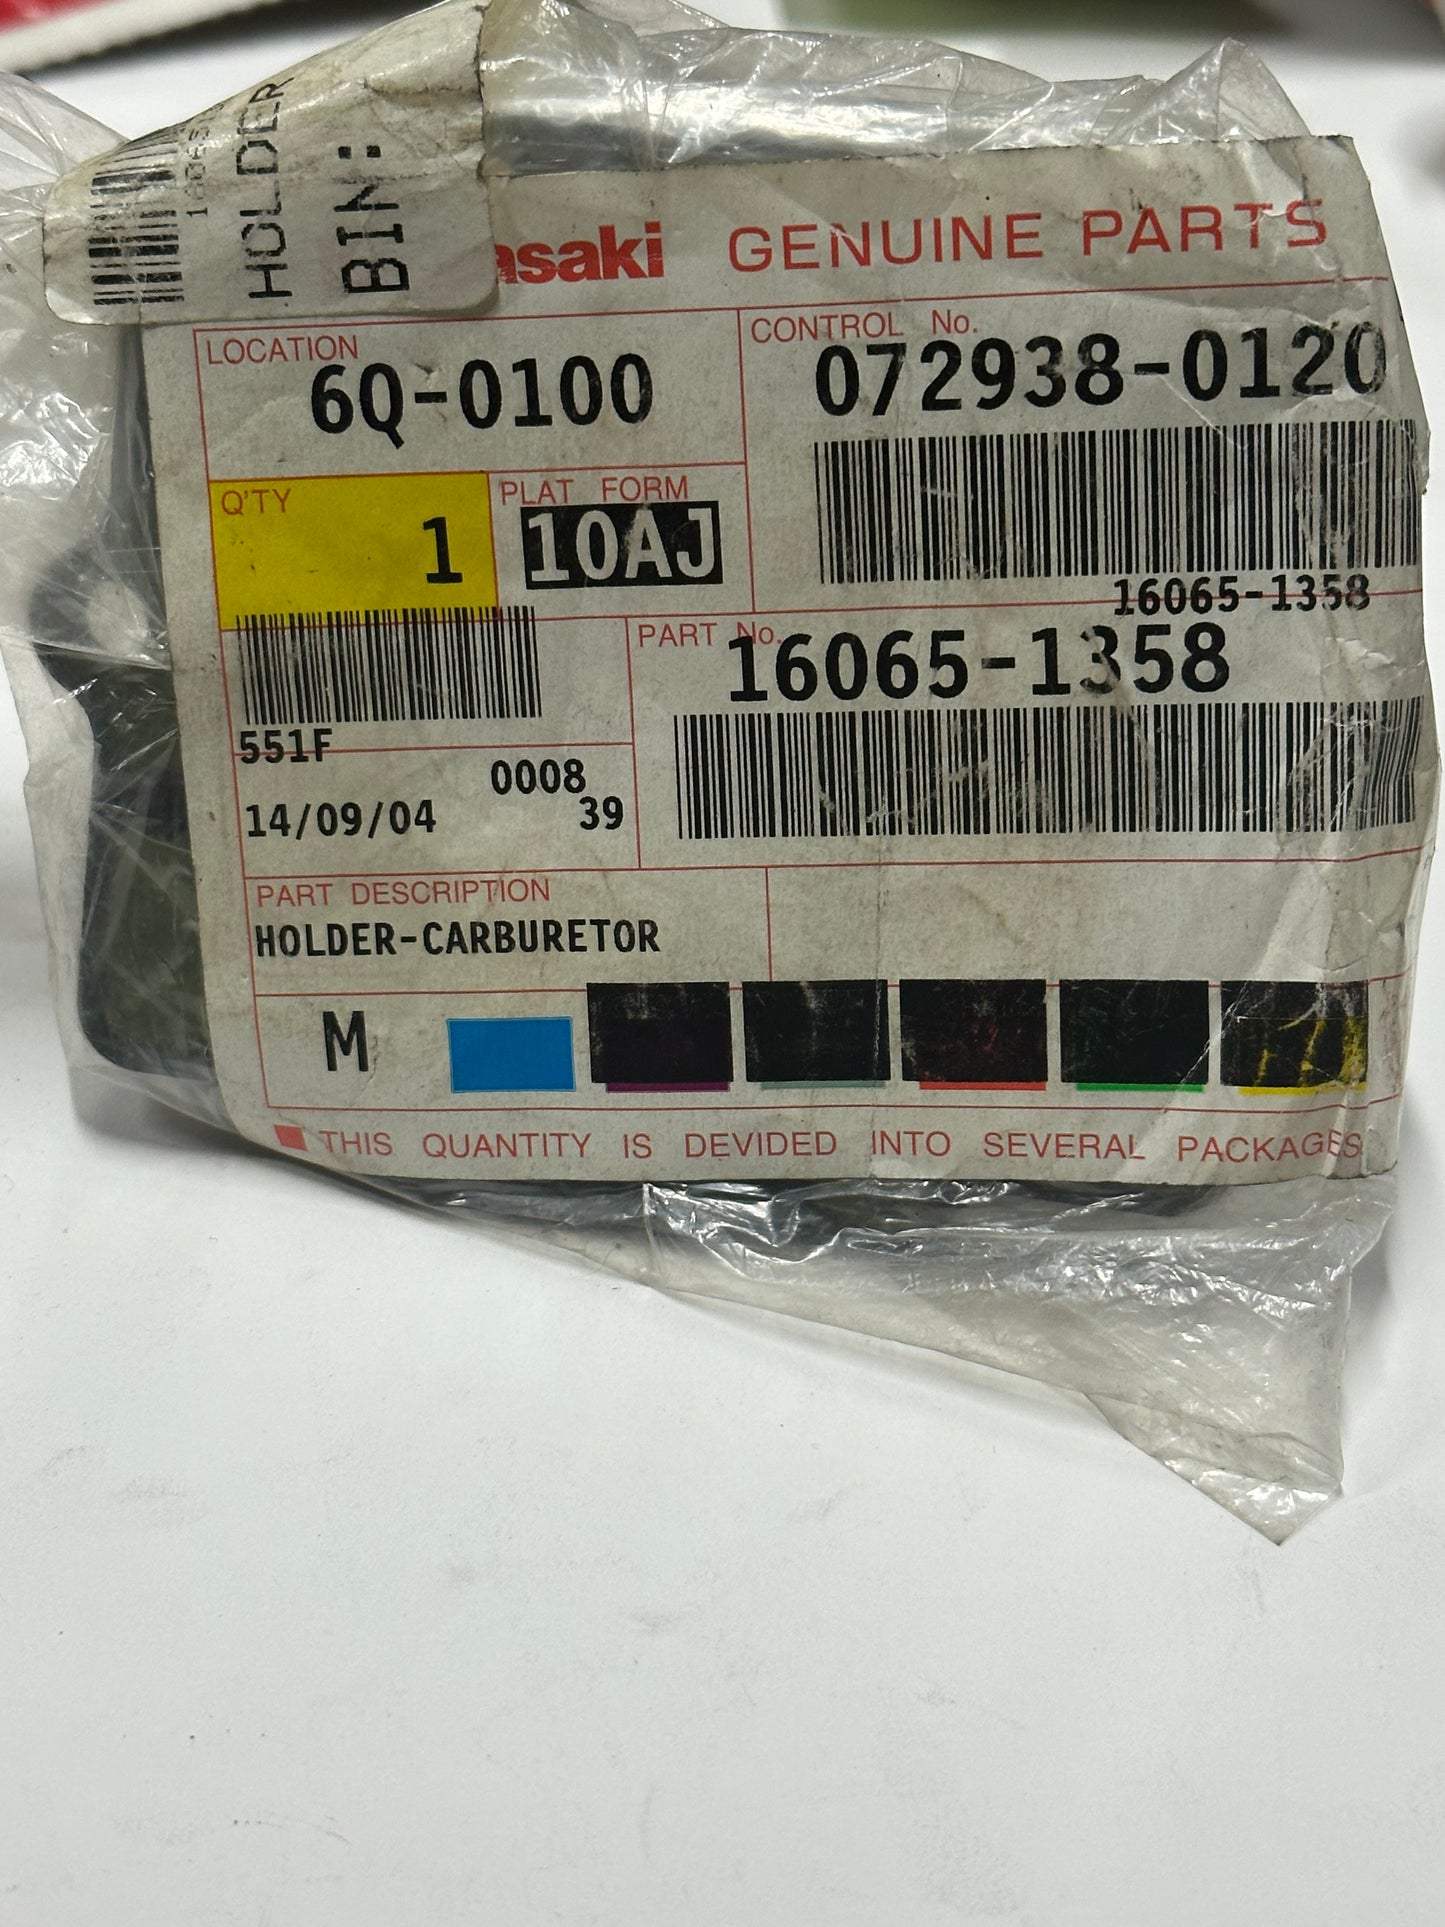 HOLDER
BIN:
asaki GENUINE PARTS
LOCATION
6Q-0100
CONTROL No.
072938-0120
Q'TY
1
PLAT FORM
10AJ
16065-1358
PART No.
16065-1358
551F
0008
14/09/04
39
PART DESCRIPTION
HOLDER-CARBURETOR
M
THIS QUANTITY IS DEVIDED INTO SEVERAL PACKAGES